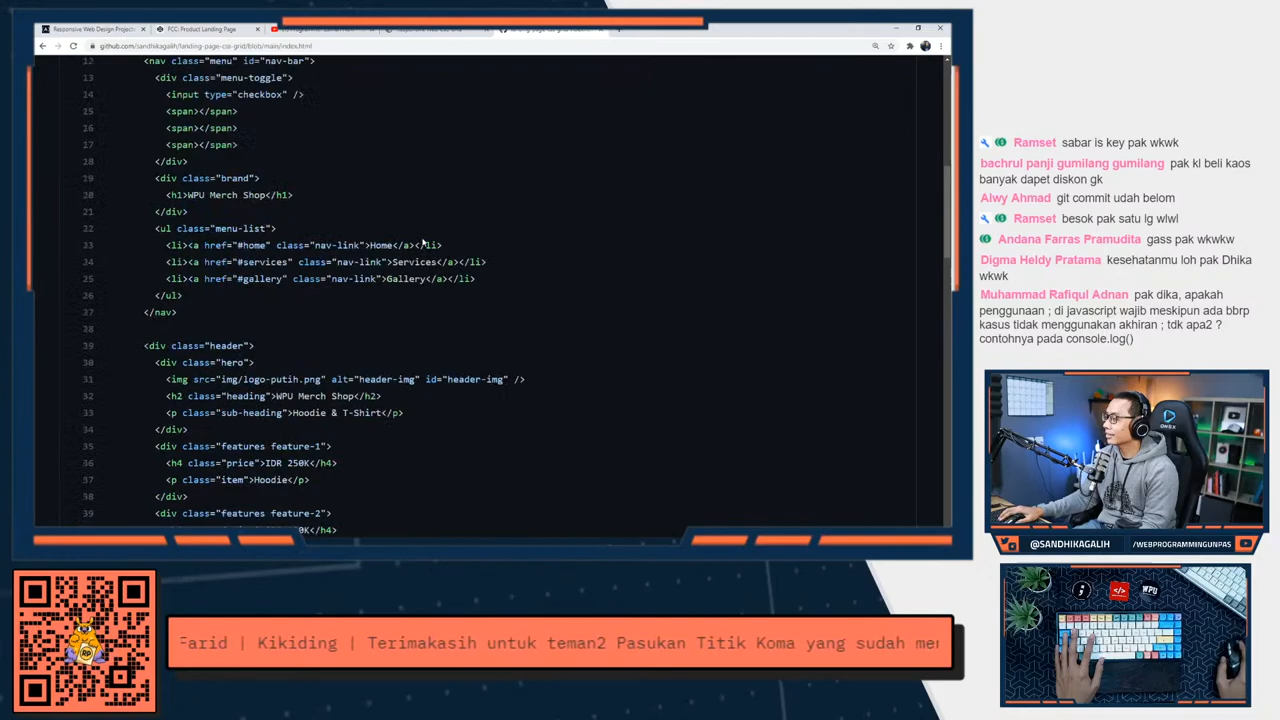 Responsive Web Design Project
FCC: Product Landing Page
github.com/sandhikagalih/landing-page-css-grid/blob/main/index.html
12 <nav class="menu" id="nav-bar">
13 <div class="menu-toggle">
14 <input type="checkbox" />
15 <span></span>
16 <span></span>
17 <span></span>
18 </div>
19 <div class="brand">
20 <h1>WPU Merch Shop</h1>
21 </div>
22 <ul class="menu-list">
23 <li><a href="#home" class="nav-link">Home</a></li>
24 <li><a href="#services" class="nav-link">Services</a></li>
25 <li><a href="#gallery" class="nav-link">Gallery</a></li>
26 </ul>
27 </nav>
28
29 <div class="header">
30 <div class="hero">
31 <img src="img/logo-putih.png" alt="header-img" id="header-img" />
32 <h2 class="heading">WPU Merch Shop</h2>
33 <p class="sub-heading">Hoodie & T-Shirt</p>
34 </div>
35 <div class="features feature-1">
36 <h4 class="price">IDR 250K</h4>
37 <p class="item">Hoodie</p>
38 </div>
39 <div class="features feature-2">
0K</h4>
Ramset sabar is key pak wkwk
bachrul panji gumilang gumilang pak kl beli kaos
banyak dapet diskon gk
Alwy Ahmad git commit udah belom
Ramset besok pak satu lg wlwl
Andana Farras Pramudita gass pak wkwkw
Digma Heldy Pratama kesehatanmu loh pak Dhika
wkwk
Muhammad Rafiqul Adnan pak dika, apakah
penggunaan ; di javascript wajib meskipun ada bbrp
kasus tidak menggunakan akhiran ; tdk apa2 ?
contohnya pada console.log()
ONEX
@SANDHIKAGALIH
/WEBPROGRAMMINGUNPAS
;
</>
WPU
Farid | Kikiding | Terimakasih untuk teman2 Pasukan Titik Koma yang sudah mer